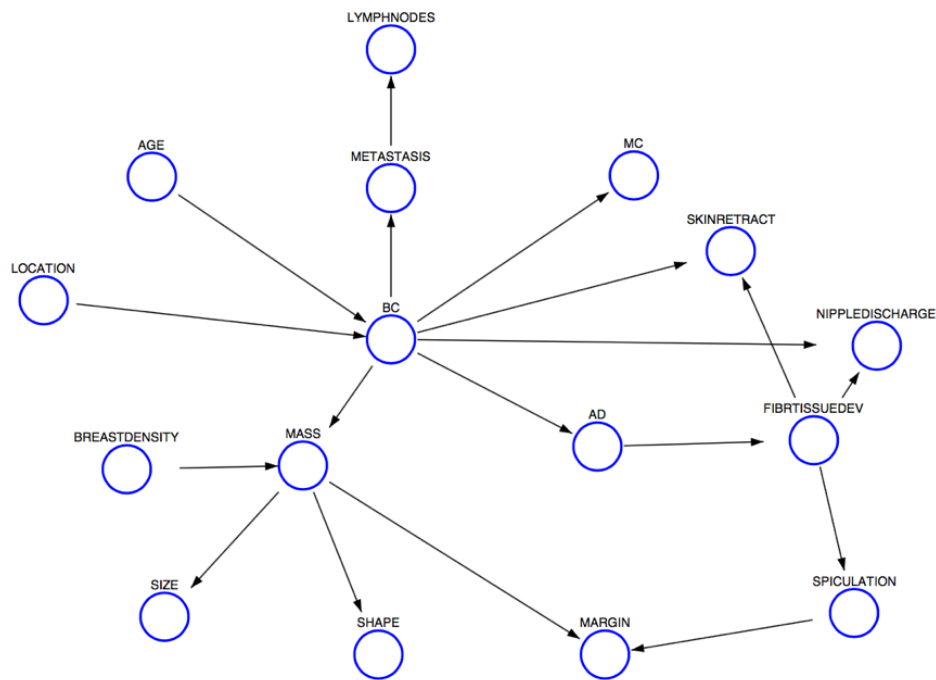 LYMPHNODES
AGE
METASTASIS
MC
SKINRETRACT
LOCATION
BC
NIPPLEDISCHARGE
FIBRTISSUEDEV
AD
BREASTDENSITY
MASS
SIZE
SPICULATION
SHAPE
MARGIN